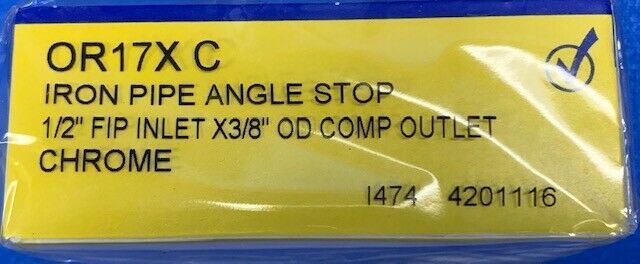 OR17X C
IRON PIPE ANGLE STOP
1/2" FIP INLET X3/8" OD COMP OUTLET
CHROME
I474 4201116